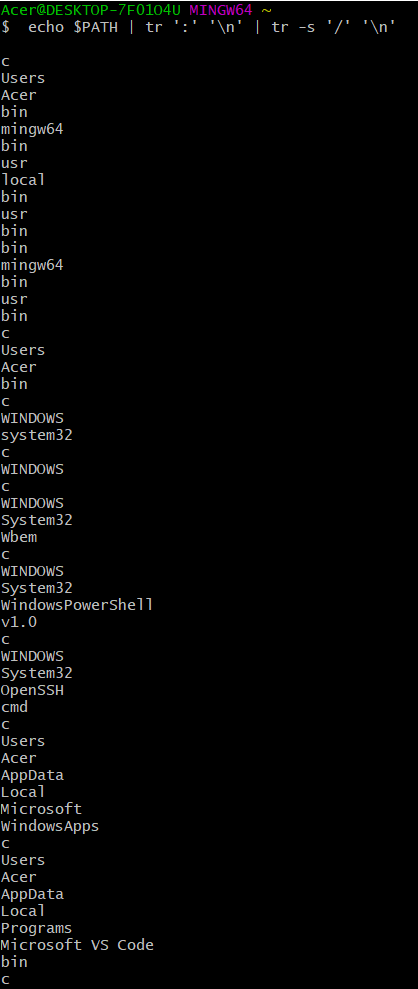 Acer@DESKTOP-7F0104U MINGW64 ~
$  echo $PATH | tr ':' '\n' | tr -s '/' '\n'
c
Users
Acer
bin
mingw64
bin
usr
local
bin
usr
bin
bin
mingw64
bin
usr
bin
c
Users
Acer
bin
c
WINDOWS
system32
c
WINDOWS
c
WINDOWS
System32
Wbem
c
WINDOWS
System32
WindowsPowerShell
v1.0
c
WINDOWS
System32
OpenSSH
cmd
c
Users
Acer
AppData
Local
Microsoft
WindowsApps
c
Users
Acer
AppData
Local
Programs
Microsoft VS Code
bin
c